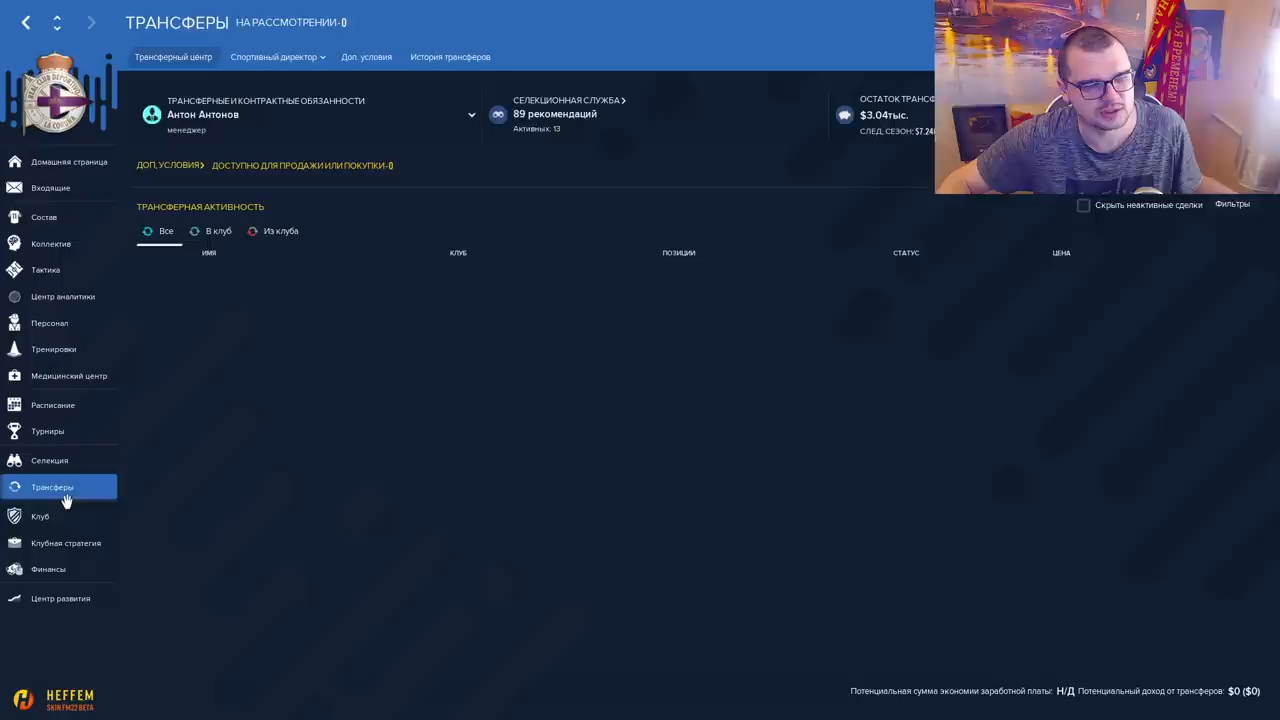 ТРАНСФЕРЫ НА РАССМОТРЕНИИ-0
Трансферный центр Спортивный директор Доп. условия История трансферов
ТРАНСФЕРНЫЕ И КОНТРАКТНЫЕ ОБЯЗАННОСТИ
Антон Антонов
менеджер
СЕЛЕКЦИОННАЯ СЛУЖБА
89 рекомендаций
Активных: 13
ОСТАТОК ТРАНСФ
$3.04тыс.
СЛЕД. СЕЗОН:
ДОП. УСЛОВИЯ ДОСТУПНО ДЛЯ ПРОДАЖИ ИЛИ ПОКУПКИ-0
ТРАНСФЕРНАЯ АКТИВНОСТЬ
Скрыть неактивные сделки Фильтры
Все В клуб Из клуба
ИМЯ КЛУБ ПОЗИЦИИ СТАТУС ЦЕНА
Домашняя страница
Входящие
Состав
Коллектив
Тактика
Центр аналитики
Персонал
Тренировки
Медицинский центр
Расписание
Турниры
Селекция
Трансферы
Клуб
Клубная стратегия
Финансы
Центр развития
HEFFEM
SKIN FM22 BETA
Потенциальная сумма экономии заработной платы: Н/Д Потенциальный доход от трансферов: $0 ($0)